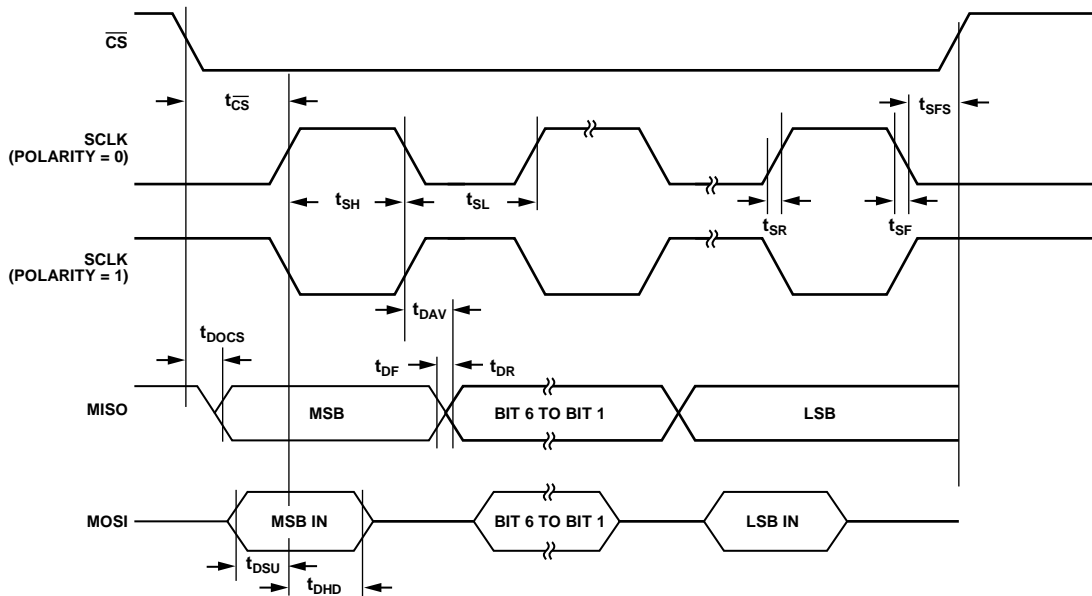 CS
tCS
tSFS
SCLK
(POLARITY = 0)
tSH
tSL
tSR
tSF
SCLK
(POLARITY = 1)
tDAV
tDOCS
tDF
tDR
MISO
MSB
BIT 6 TO BIT 1
LSB
MOSI
MSB IN
BIT 6 TO BIT 1
LSB IN
tDSU
tDHD